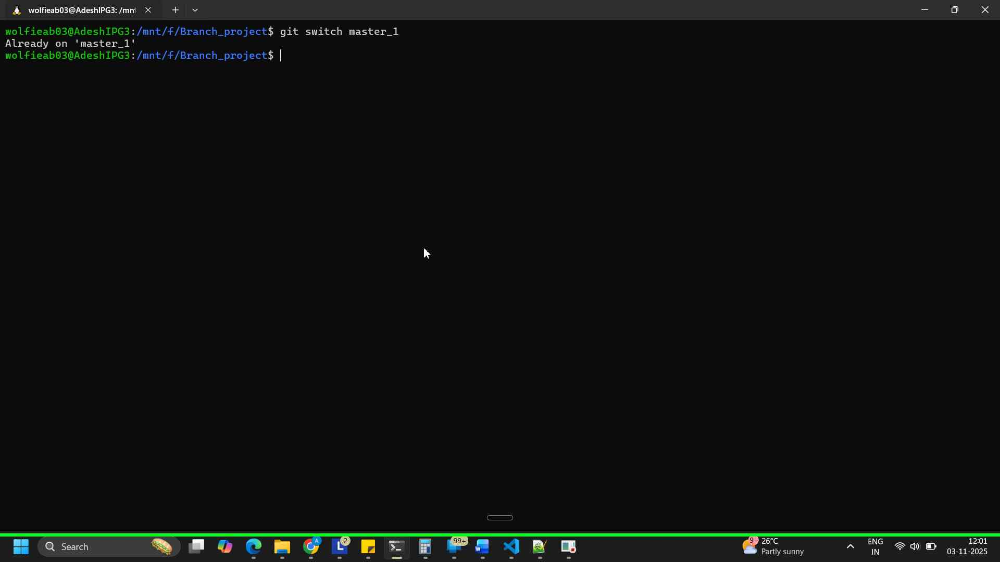 wolfieab03@AdeshIPG3: /mnt
wolfieab03@AdeshIPG3:/mnt/f/Branch_project$ git switch master_1
Already on 'master_1'
wolfieab03@AdeshIPG3:/mnt/f/Branch_project$
Search
A
L
2
99+
W
9+
26°C
Partly sunny
ENG
IN
12:01
03-11-2025